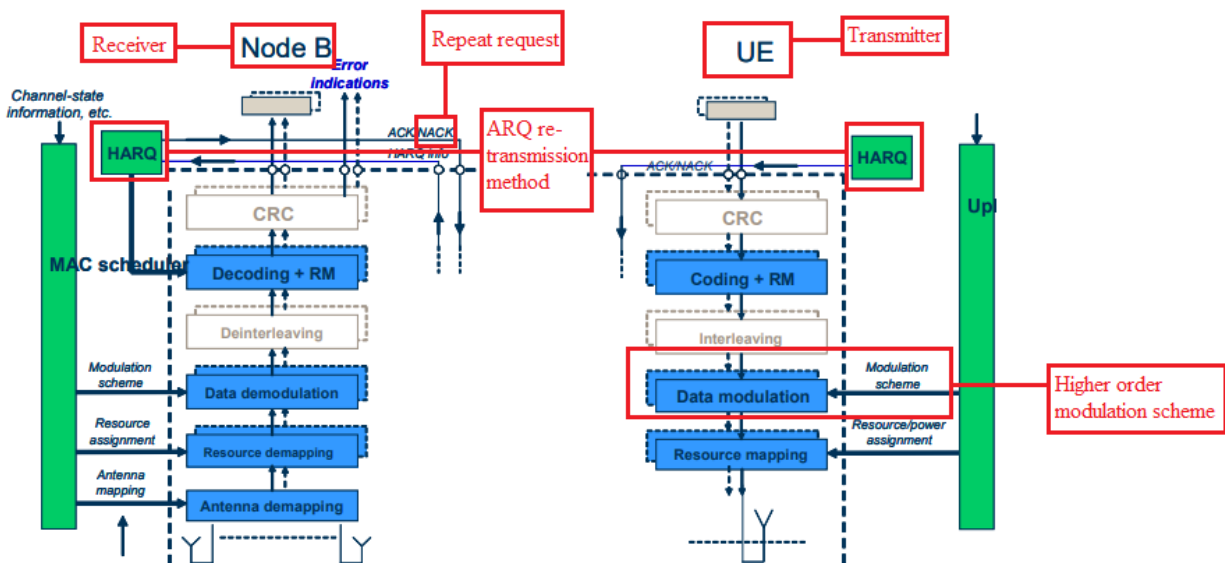 Receiver
Node B
Error
indications
Repeat request
UE
Transmitter
Channel-state
information, etc.
HARQ
ACK/NACK
HARQ info
ARQ re-
transmission
method
ACK/NACK
HARQ
CRC
CRC
Upl
MAC scheduler
Decoding + RM
Coding + RM
Deinterleaving
Interleaving
Modulation
scheme
Data demodulation
Data modulation
Modulation
scheme
Higher order
modulation scheme
Resource
assignment
Resource demapping
Resource mapping
Resource/power
assignment
Antenna
mapping
Antenna demapping